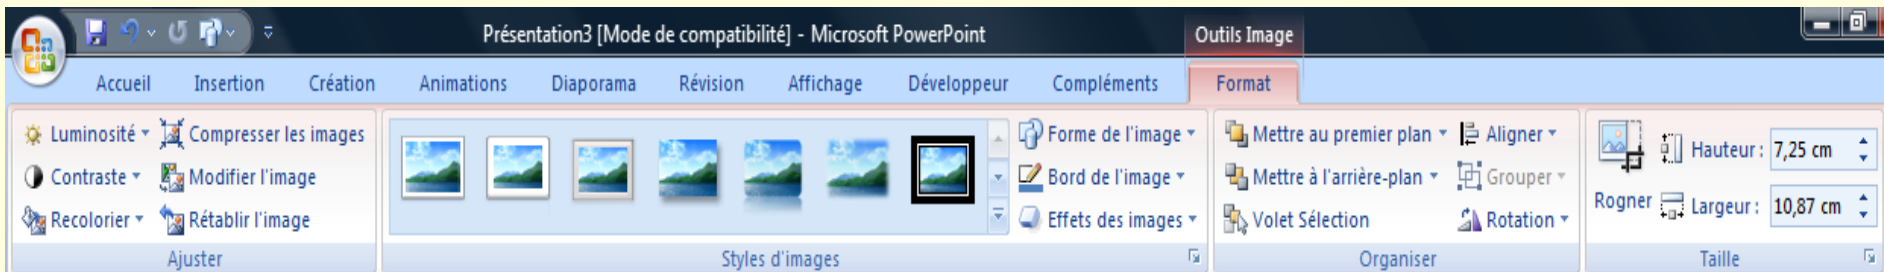 Présentation3 [Mode de compatibilité] - Microsoft PowerPoint
Outils Image
Accueil Insertion Création Animations Diaporama Révision Affichage Développeur Compléments Format
Luminosité
Contraste
Recolorier
Compresser les images
Modifier l'image
Rétablir l'image
Ajuster
Forme de l'image
Bord de l'image
Effets des images
Styles d'images
Mettre au premier plan
Mettre à l'arrière-plan
Volet Sélection
Aligner
Grouper
Rotation
Organiser
Rogner
Hauteur : 7,25 cm
Largeur : 10,87 cm
Taille